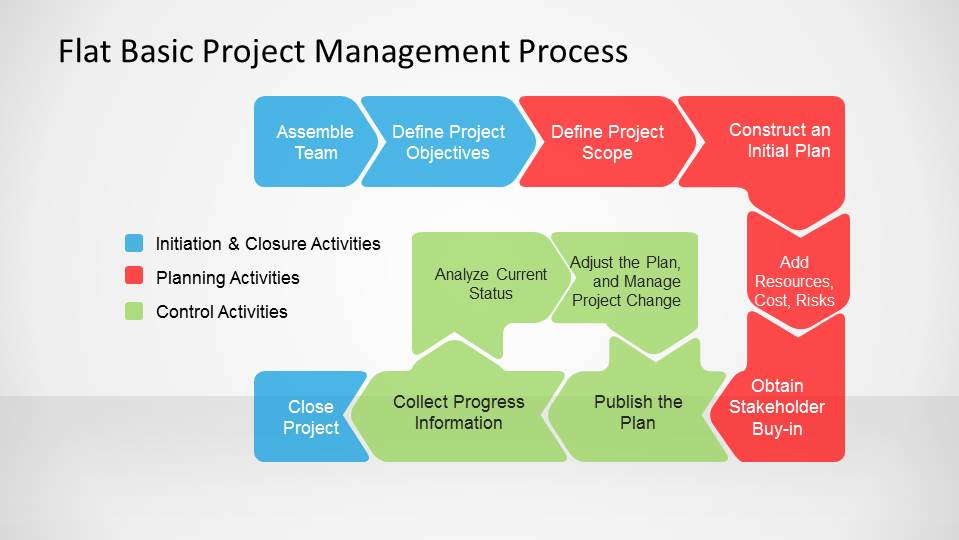 Flat Basic Project Management Process
Assemble
Team
Define Project
Objectives
Define Project
Scope
Construct an
Initial Plan
Add
Resources,
Cost, Risks
Obtain
Stakeholder
Buy-in
Publish the
Plan
Collect Progress
Information
Analyze Current
Status
Adjust the Plan,
and Manage
Project Change
Close
Project
Initiation & Closure Activities
Planning Activities
Control Activities